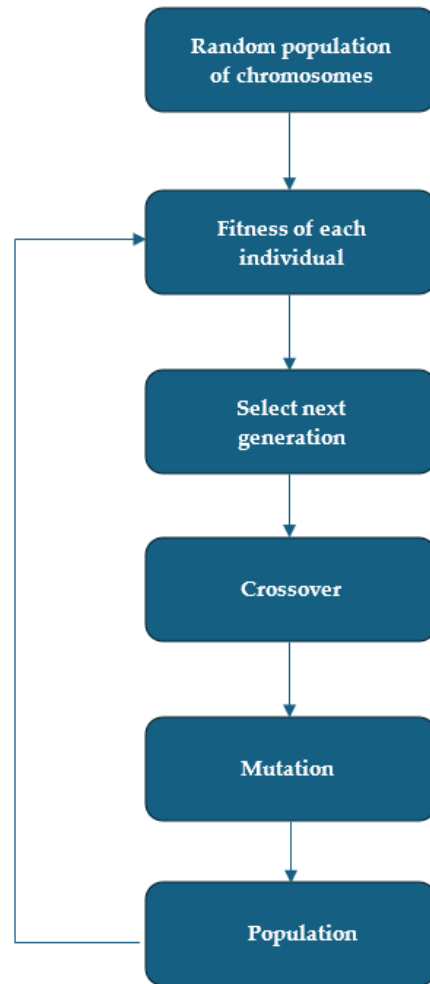 Random population
of chromosomes
Fitness of each
individual
Select next
generation
Crossover
Mutation
Population